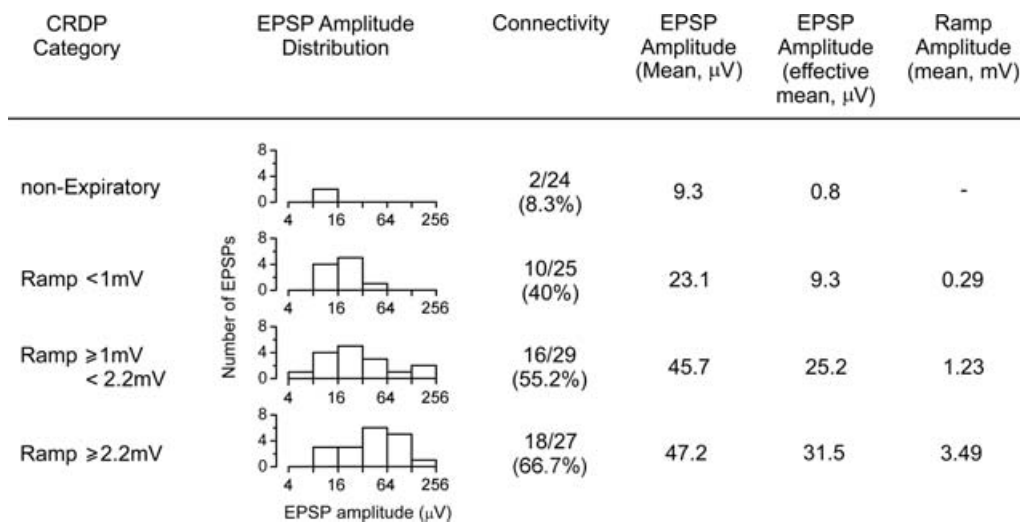 CRDP Category
EPSP Amplitude Distribution
Connectivity
EPSP Amplitude (Mean, μV)
EPSP Amplitude (effective mean, μV)
Ramp Amplitude (mean, mV)
non-Expiratory
8
4
0
4 16 64 256
2/24
(8.3%)
9.3
0.8
-
Number of EPSPs
Ramp <1mV
8
4
0
4 16 64 256
10/25
(40%)
23.1
9.3
0.29
Ramp ⩾1mV
< 2.2mV
8
4
0
4 16 64 256
16/29
(55.2%)
45.7
25.2
1.23
Ramp ⩾2.2mV
8
4
0
4 16 64 256
18/27
(66.7%)
47.2
31.5
3.49
EPSP amplitude (μV)